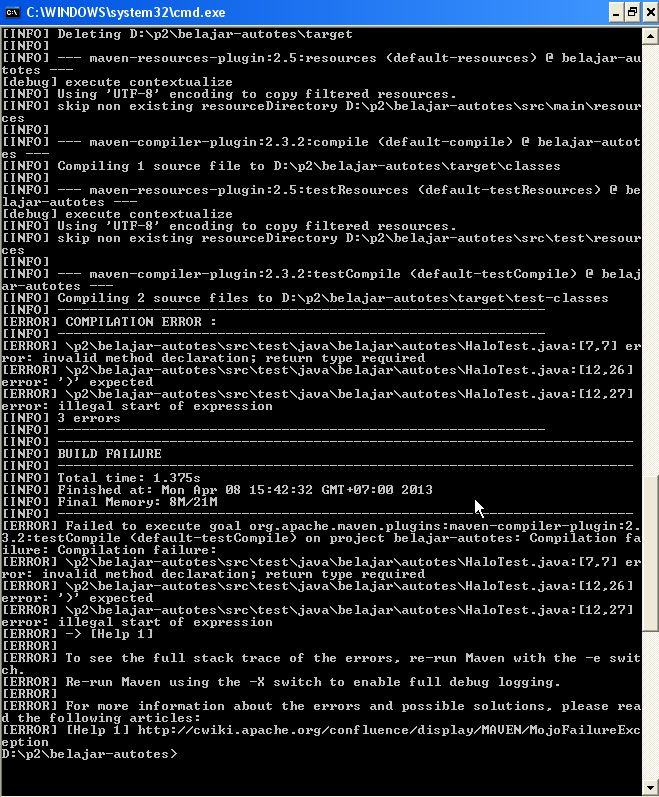 C:\WINDOWS\system32\cmd.exe
[INFO] Deleting D:\p2\belajar-autotes\target
[INFO]
[INFO] --- maven-resources-plugin:2.5:resources (default-resources) @ belajar-au
totes ---
[debug] execute contextualize
[INFO] Using 'UTF-8' encoding to copy filtered resources.
[INFO] skip non existing resourceDirectory D:\p2\belajar-autotes\src\main\resour
ces
[INFO]
[INFO] --- maven-compiler-plugin:2.3.2:compile (default-compile) @ belajar-autot
es ---
[INFO] Compiling 1 source file to D:\p2\belajar-autotes\target\classes
[INFO]
[INFO] --- maven-resources-plugin:2.5:testResources (default-testResources) @ be
lajar-autotes ---
[debug] execute contextualize
[INFO] Using 'UTF-8' encoding to copy filtered resources.
[INFO] skip non existing resourceDirectory D:\p2\belajar-autotes\src\test\resour
ces
[INFO]
[INFO] --- maven-compiler-plugin:2.3.2:testCompile (default-testCompile) @ belaj
ar-autotes ---
[INFO] Compiling 2 source files to D:\p2\belajar-autotes\target\test-classes
[INFO] -------------------------------------------------------------
[ERROR] COMPILATION ERROR :
[INFO] -------------------------------------------------------------
[ERROR] \p2\belajar-autotes\src\test\java\belajar\autotes\HaloTest.java:[7,7] er
ror: invalid method declaration; return type required
[ERROR] \p2\belajar-autotes\src\test\java\belajar\autotes\HaloTest.java:[12,26]
error: ')' expected
[ERROR] \p2\belajar-autotes\src\test\java\belajar\autotes\HaloTest.java:[12,27]
error: illegal start of expression
[INFO] 3 errors
[INFO] -------------------------------------------------------------
[INFO] ------------------------------------------------------------------------
[INFO] BUILD FAILURE
[INFO] ------------------------------------------------------------------------
[INFO] Total time: 1.375s
[INFO] Finished at: Mon Apr 08 15:42:32 GMT+07:00 2013
[INFO] Final Memory: 8M/21M
[INFO] ------------------------------------------------------------------------
[ERROR] Failed to execute goal org.apache.maven.plugins:maven-compiler-plugin:2.
3.2:testCompile (default-testCompile) on project belajar-autotes: Compilation fa
ilure: Compilation failure:
[ERROR] \p2\belajar-autotes\src\test\java\belajar\autotes\HaloTest.java:[7,7] er
ror: invalid method declaration; return type required
[ERROR] \p2\belajar-autotes\src\test\java\belajar\autotes\HaloTest.java:[12,26]
error: ')' expected
[ERROR] \p2\belajar-autotes\src\test\java\belajar\autotes\HaloTest.java:[12,27]
error: illegal start of expression
[ERROR] -> [Help 1]
[ERROR]
[ERROR] To see the full stack trace of the errors, re-run Maven with the -e swit
ch.
[ERROR] Re-run Maven using the -X switch to enable full debug logging.
[ERROR]
[ERROR] For more information about the errors and possible solutions, please rea
d the following articles:
[ERROR] [Help 1] http://cwiki.apache.org/confluence/display/MAVEN/MojoFailureExc
eption
D:\p2\belajar-autotes>